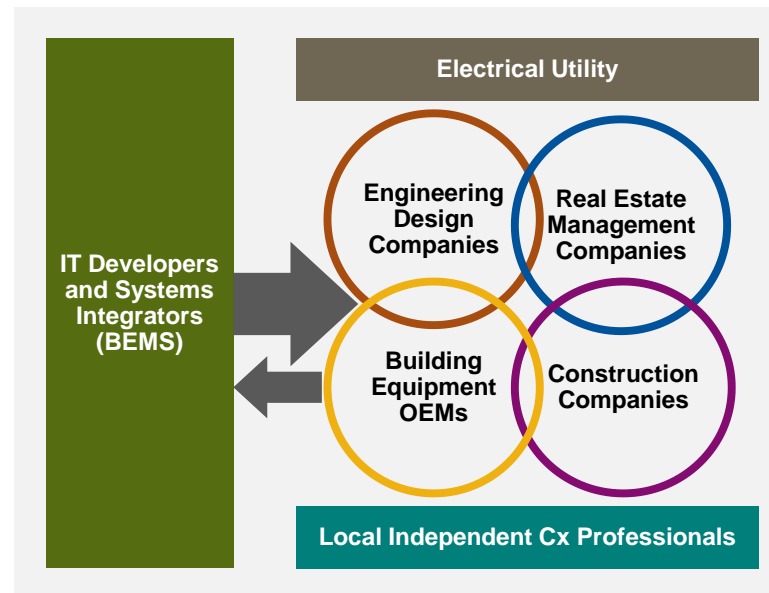 Electrical Utility
Engineering
Design
Companies
Real Estate
Management
Companies
IT Developers
and Systems
Integrators
(BEMS)
Building
Equipment
OEMs
Construction
Companies
Local Independent Cx Professionals